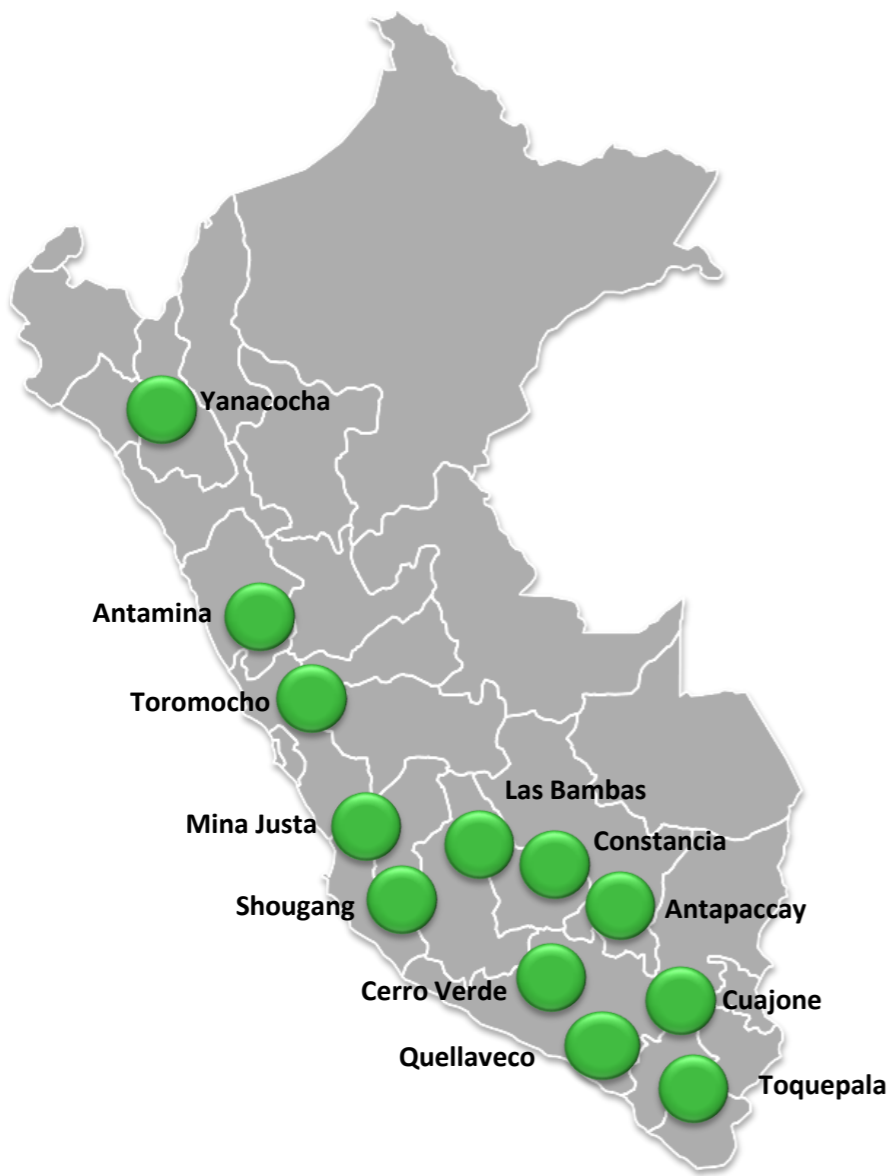 Yanacocha
Antamina
Toromocho
Las Bambas
Mina Justa
Constancia
Shougang
Antapaccay
Cerro Verde
Cuajone
Quellaveco
Toquepala